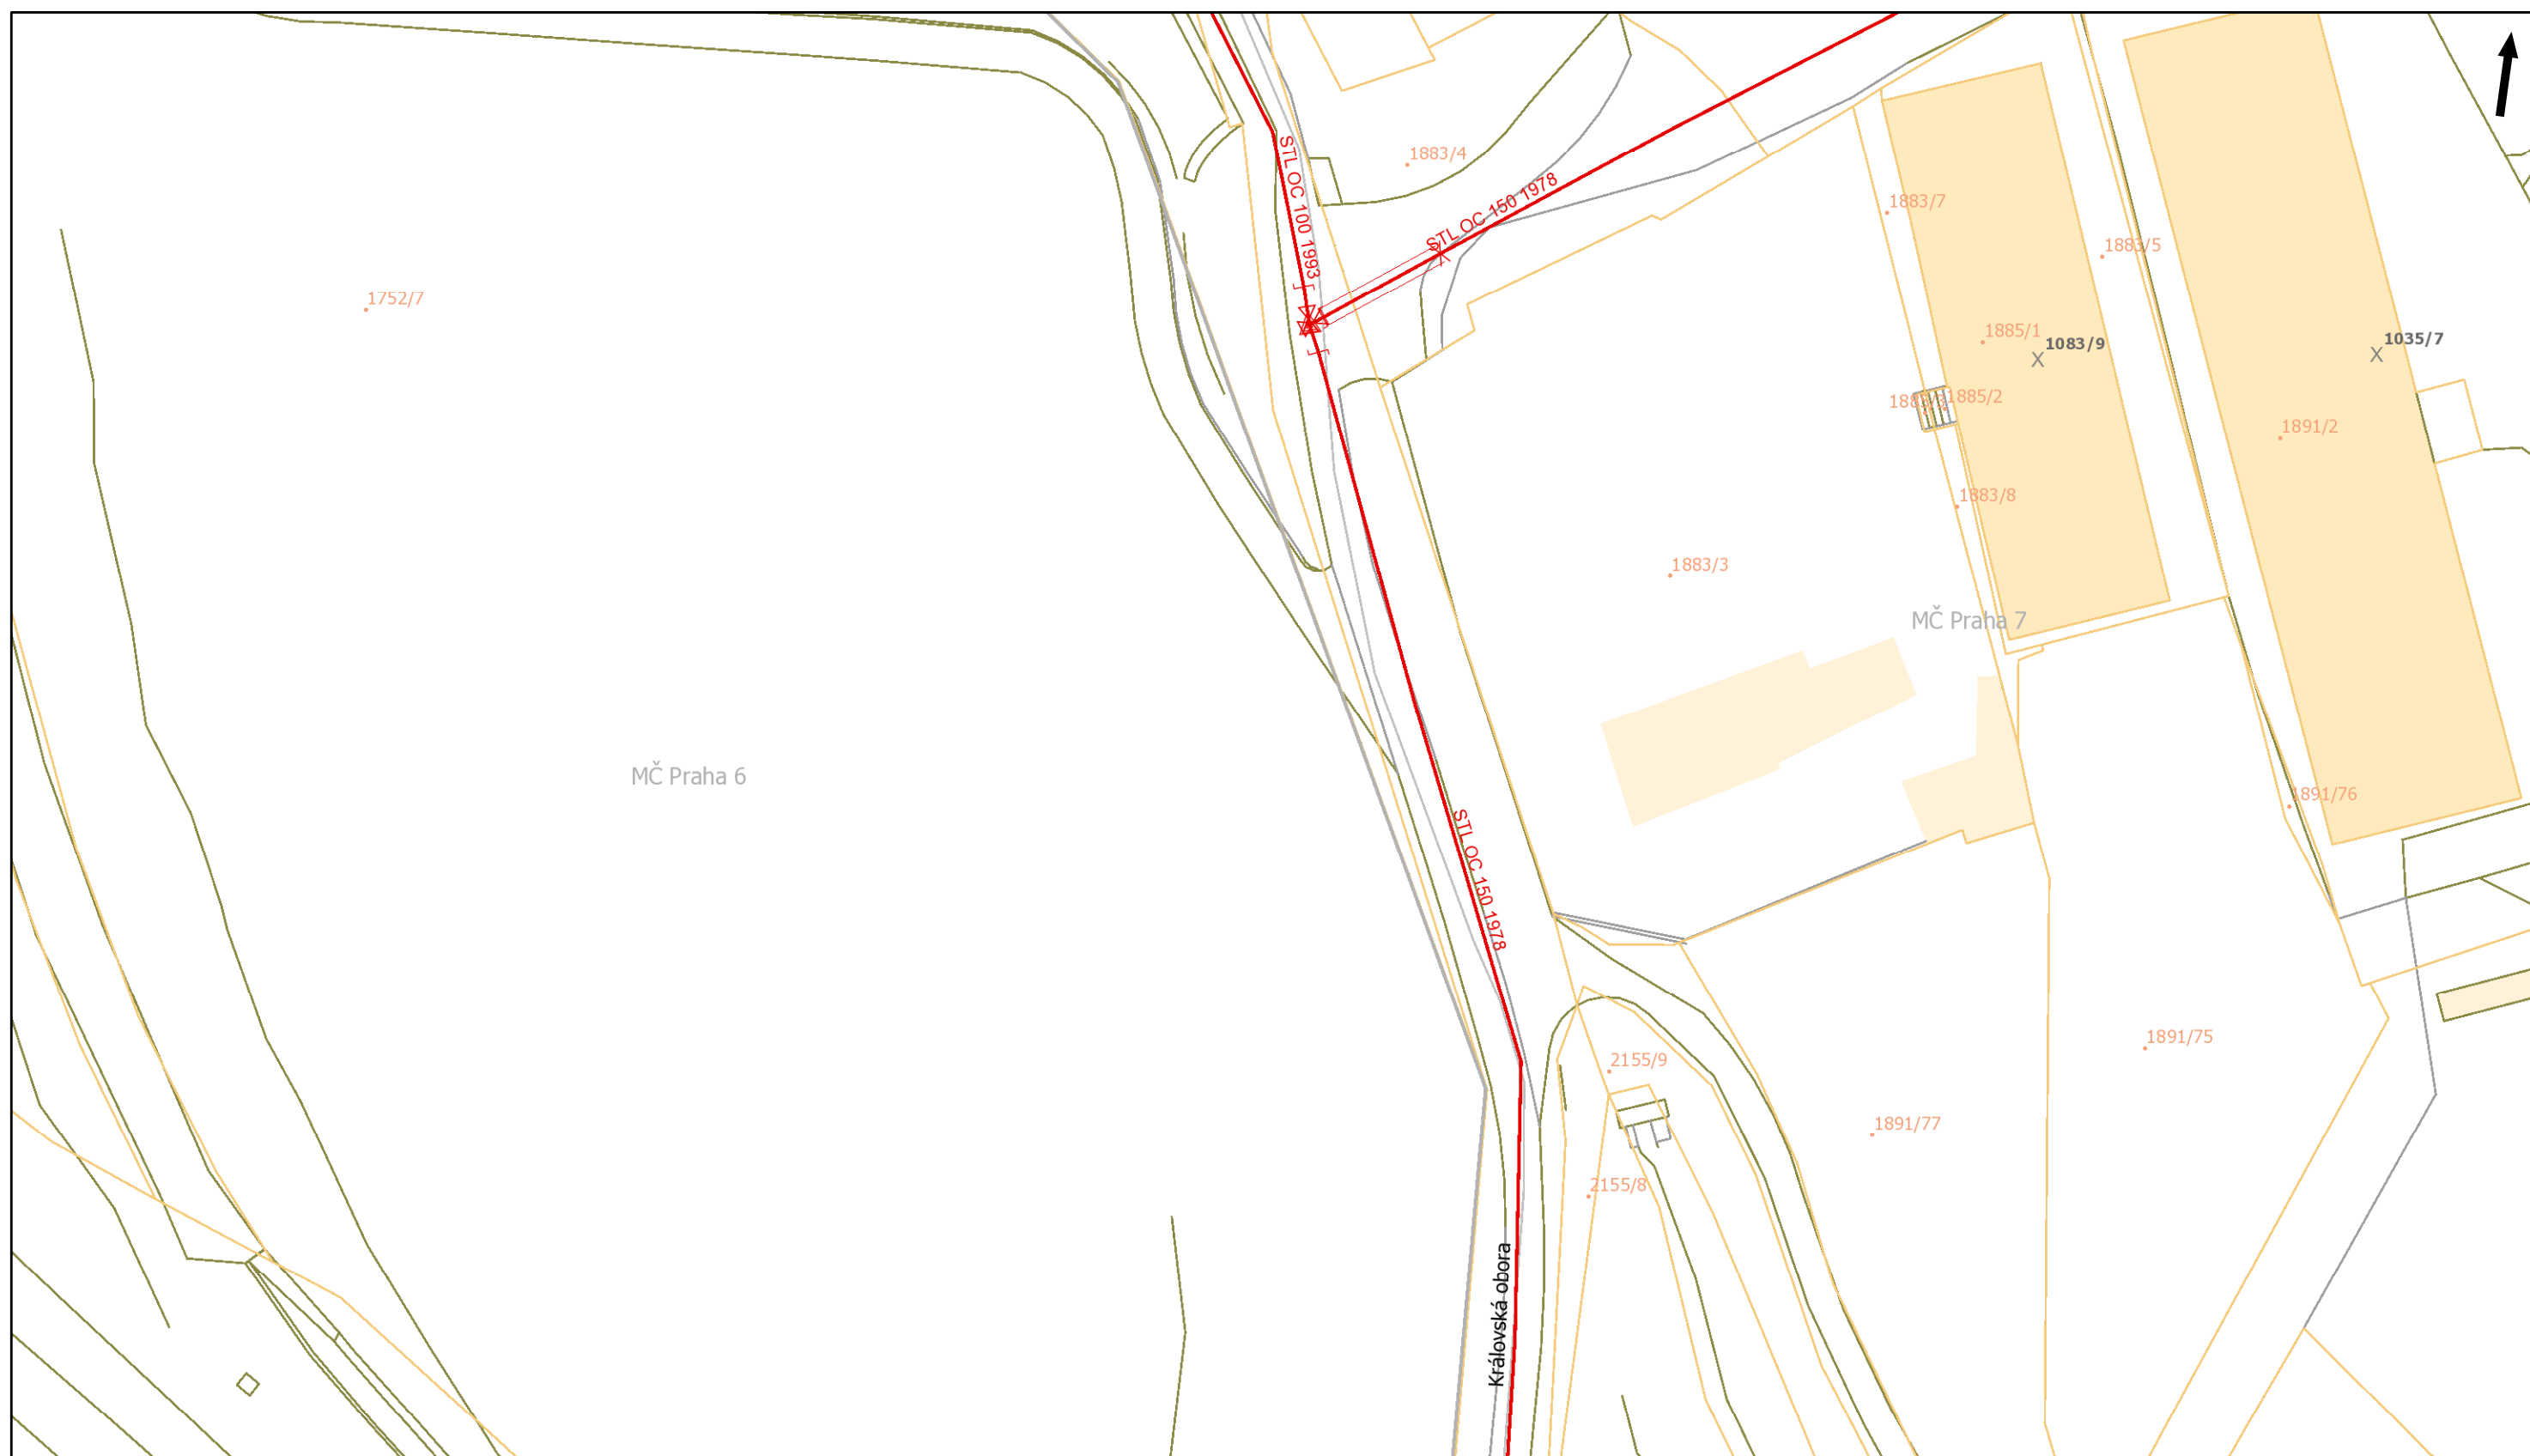 1883/4
STL OC 100 1993
STL OC 150 1978
1883/7
1883/5
1752/7
1885/1
1083/9
1035/7
1885/2
1891/2
1883/8
1883/3
MČ Praha 7
MČ Praha 6
1891/76
STL OC 150 1978
1891/75
2155/9
1891/77
2155/8
Královská obora